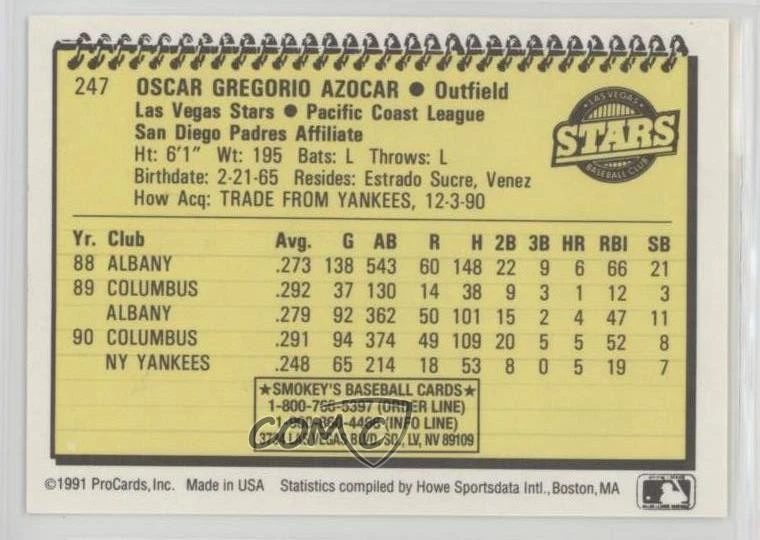 247 OSCAR GREGORIO AZOCAR ● Outfield
Las Vegas Stars ● Pacific Coast League
San Diego Padres Affiliate
Ht: 6'1" Wt: 195 Bats: L Throws: L
Birthdate: 2-21-65 Resides: Estrado Sucre, Venez
How Acq: TRADE FROM YANKEES, 12-3-90
LAS VEGAS
STARS
BASEBALL CLUB
Yr. Club Avg. G AB R H 2B 3B HR RBI SB
88 ALBANY .273 138 543 60 148 22 9 6 66 21
89 COLUMBUS .292 37 130 14 38 9 3 1 12 3
ALBANY .279 92 362 50 101 15 2 4 47 11
90 COLUMBUS .291 94 374 49 109 20 5 5 52 8
NY YANKEES .248 65 214 18 53 8 0 5 19 7
★SMOKEY'S BASEBALL CARDS★
1-800-766-5397 (ORDER LINE)
(INFO LINE)
3734 LAS VEGAS BLVD. SO., LV, NV 89109
COMC
©1991 ProCards, Inc. Made in USA Statistics compiled by Howe Sportsdata Intl., Boston, MA